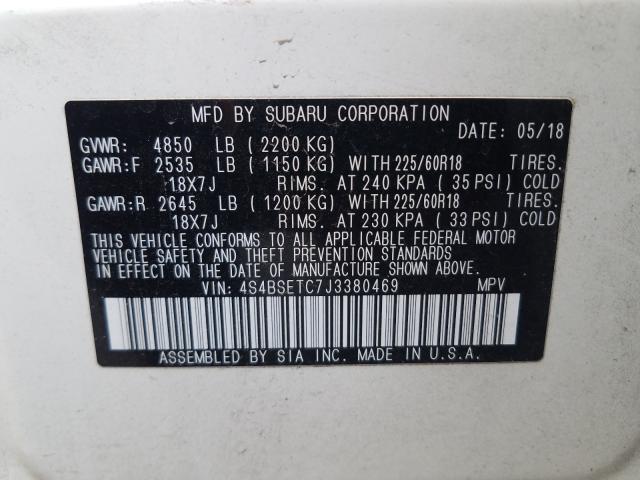 MFD BY SUBARU CORPORATION
DATE: 05/18
GVWR: 4850 LB (2200 KG)
GAWR:F 2535 LB (1150 KG) WITH 225/60R18 TIRES.
18X7J RIMS. AT 240 KPA (35 PSI) COLD
GAWR:R 2645 LB (1200 KG) WITH 225/60R18 TIRES.
18X7J RIMS. AT 230 KPA (33 PSI) COLD
THIS VEHICLE CONFORMS TO ALL APPLICABLE FEDERAL MOTOR
VEHICLE SAFETY AND THEFT PREVENTION STANDARDS IN
EFFECT ON THE DATE OF MANUFACTURE SHOWN ABOVE.
VIN: 4S4BSETC7J3380469 MPV
ASSEMBLED BY SIA INC. MADE IN U.S.A.